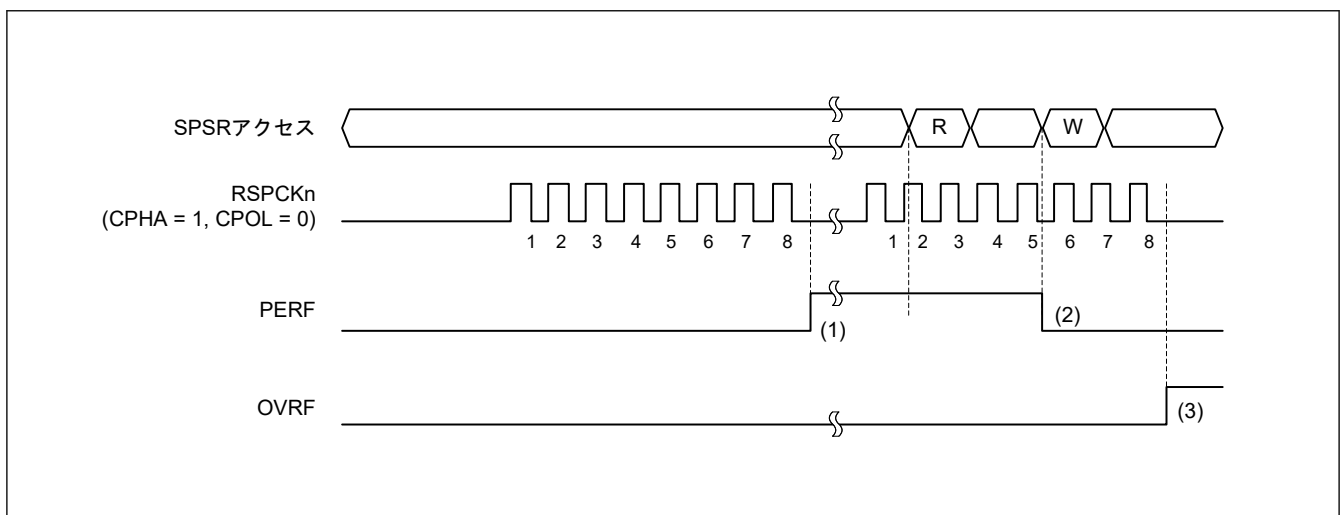 SPSRアクセス
R
W
RSPCKn
(CPHA = 1, CPOL = 0)
1 2 3 4 5 6 7 8 1 2 3 4 5 6 7 8
PERF
(1)
(2)
OVRF
(3)